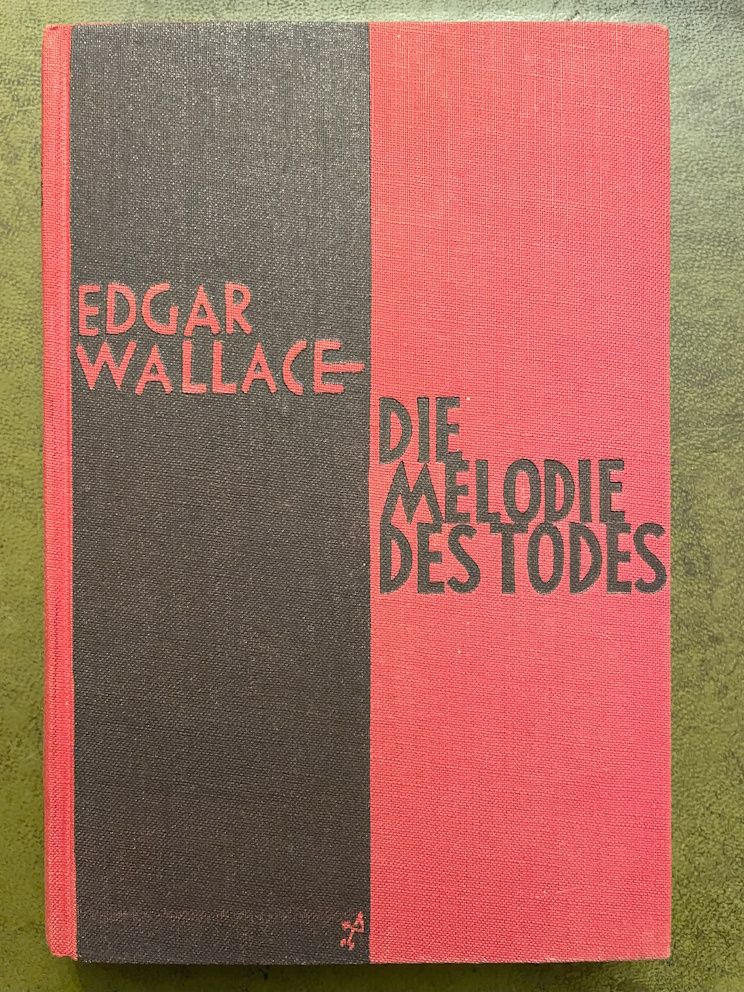 EDGAR
WALLACE–
DIE
MELODIE
DES TODES